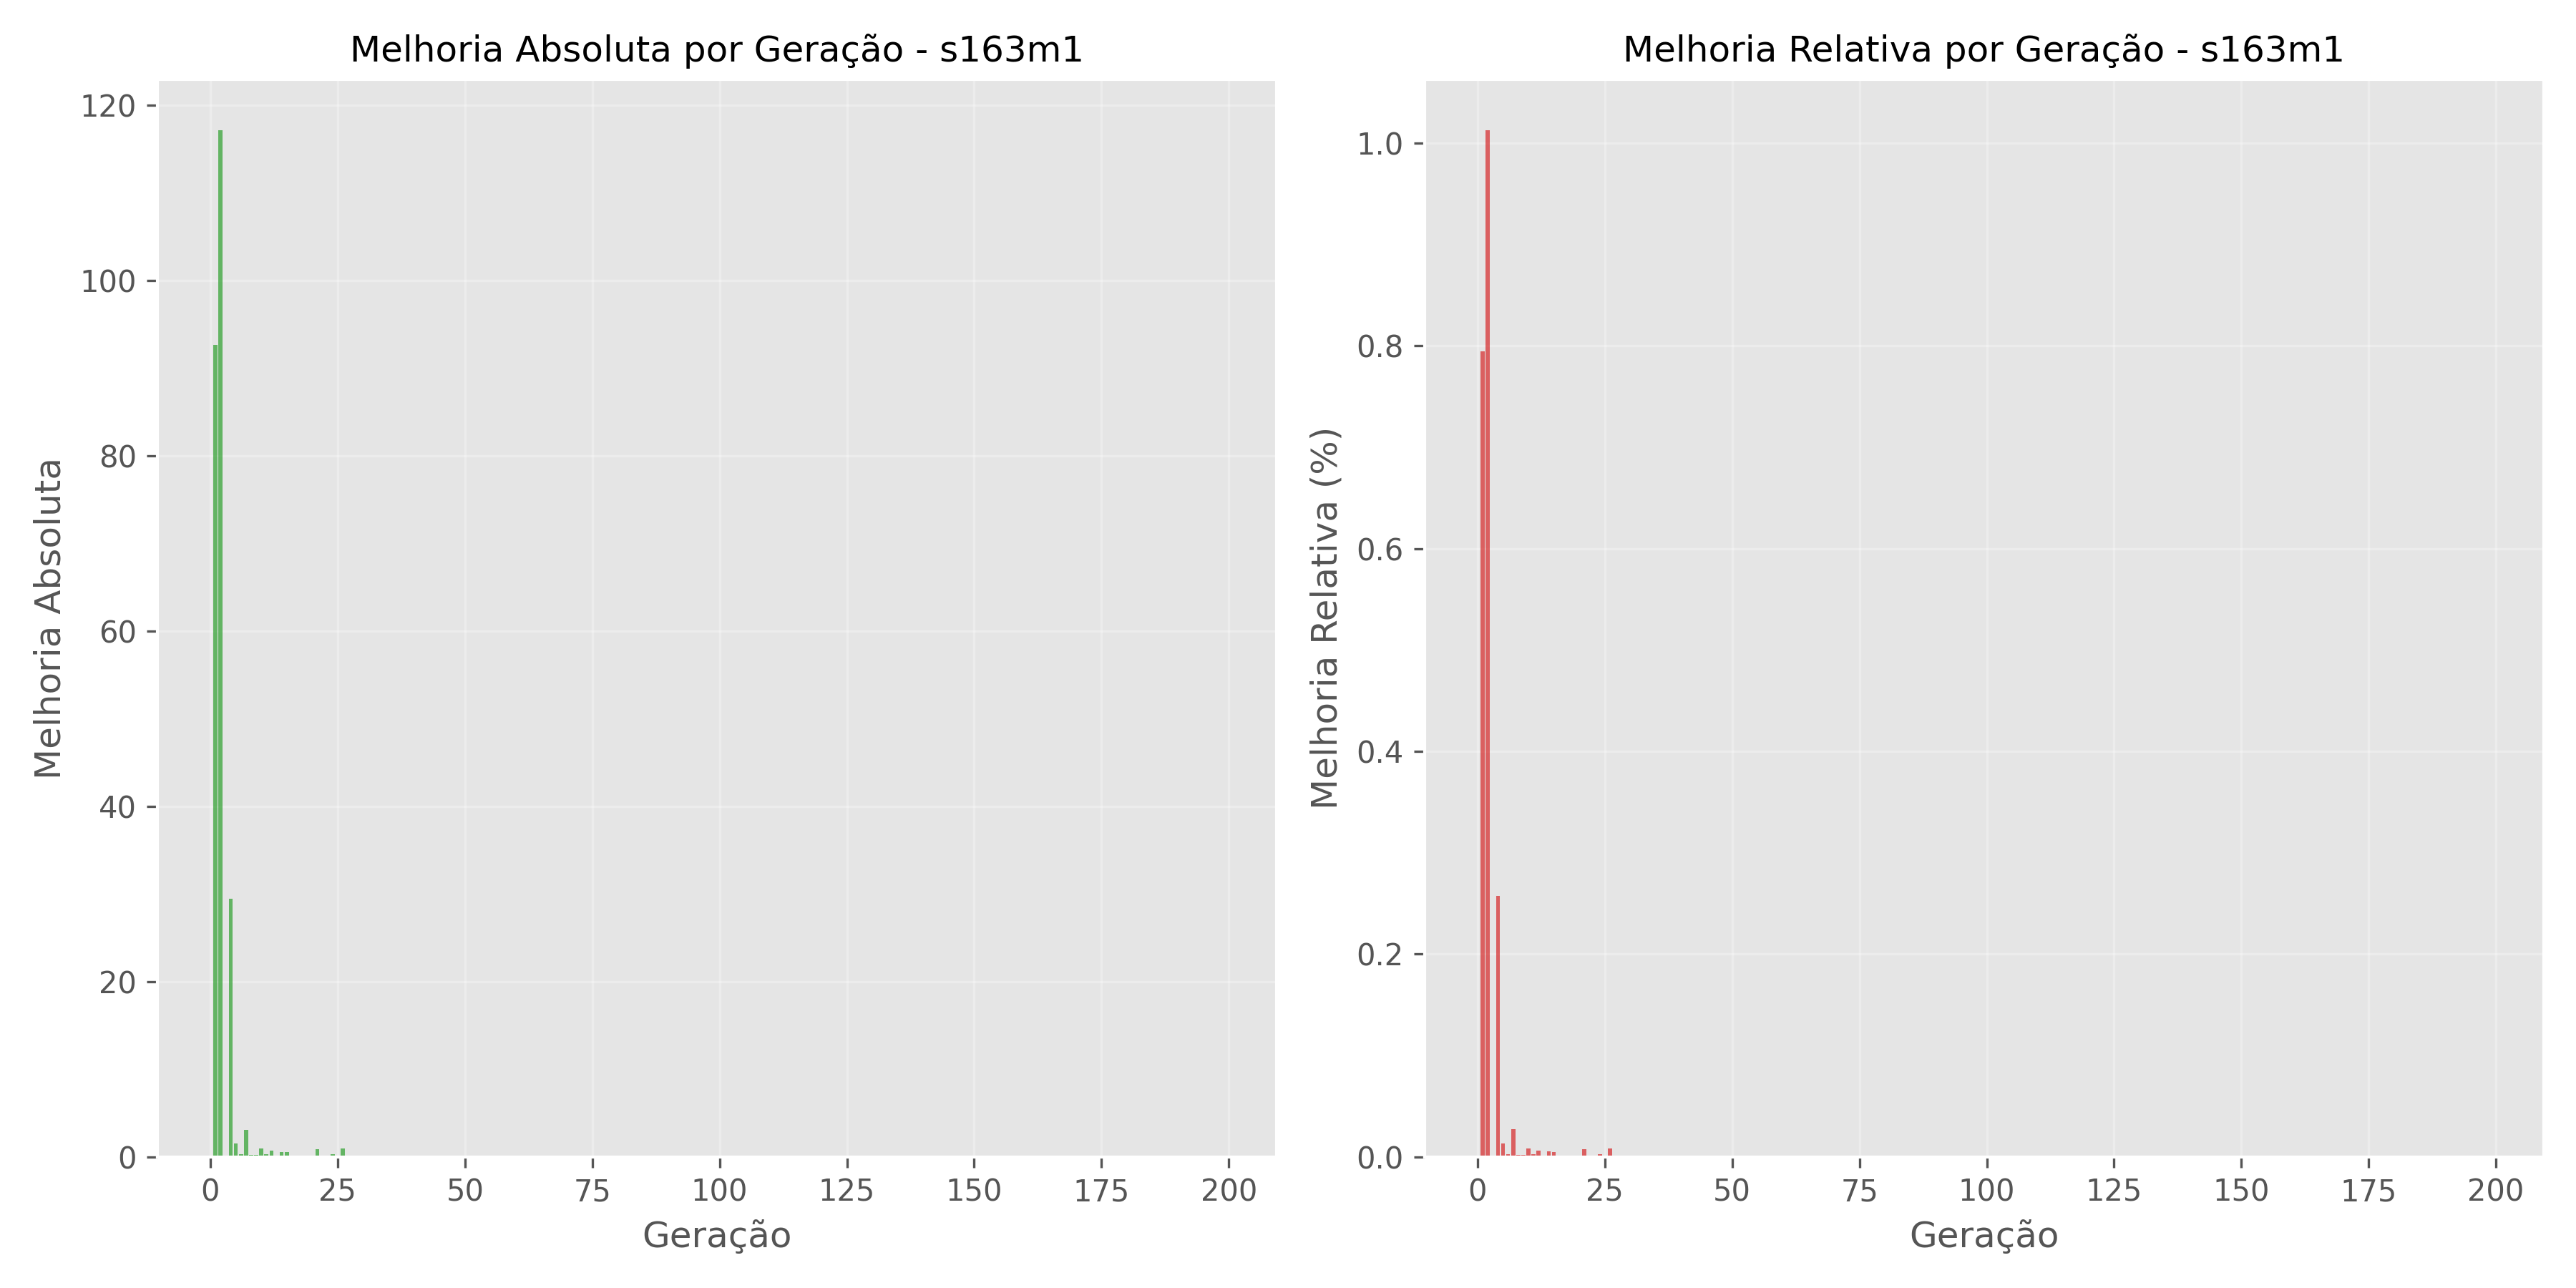 Melhoria Absoluta por Geração - s163m1
120
100
80
60
40
20
0
Melhoria Absoluta
0 25 50 75 100 125 150 175 200
Geração
Melhoria Relativa por Geração - s163m1
1.0
0.8
0.6
0.4
0.2
0.0
Melhoria Relativa (%)
0 25 50 75 100 125 150 175 200
Geração